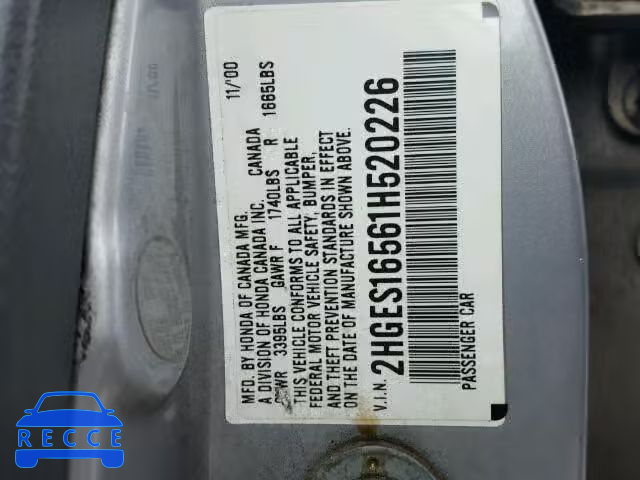 MFD. BY HONDA OF CANADA MFG. 11/00
A DIVISION OF HONDA CANADA INC. CANADA
GVWR 3395LBS GAWR F 1740LBS R 1665LBS
THIS VEHICLE CONFORMS TO ALL APPLICABLE
FEDERAL MOTOR VEHICLE SAFETY, BUMPER,
AND THEFT PREVENTION STANDARDS IN EFFECT
ON THE DATE OF MANUFACTURE SHOWN ABOVE.
V.I.N. 2HGES16561H520226
PASSENGER CAR
RECCE